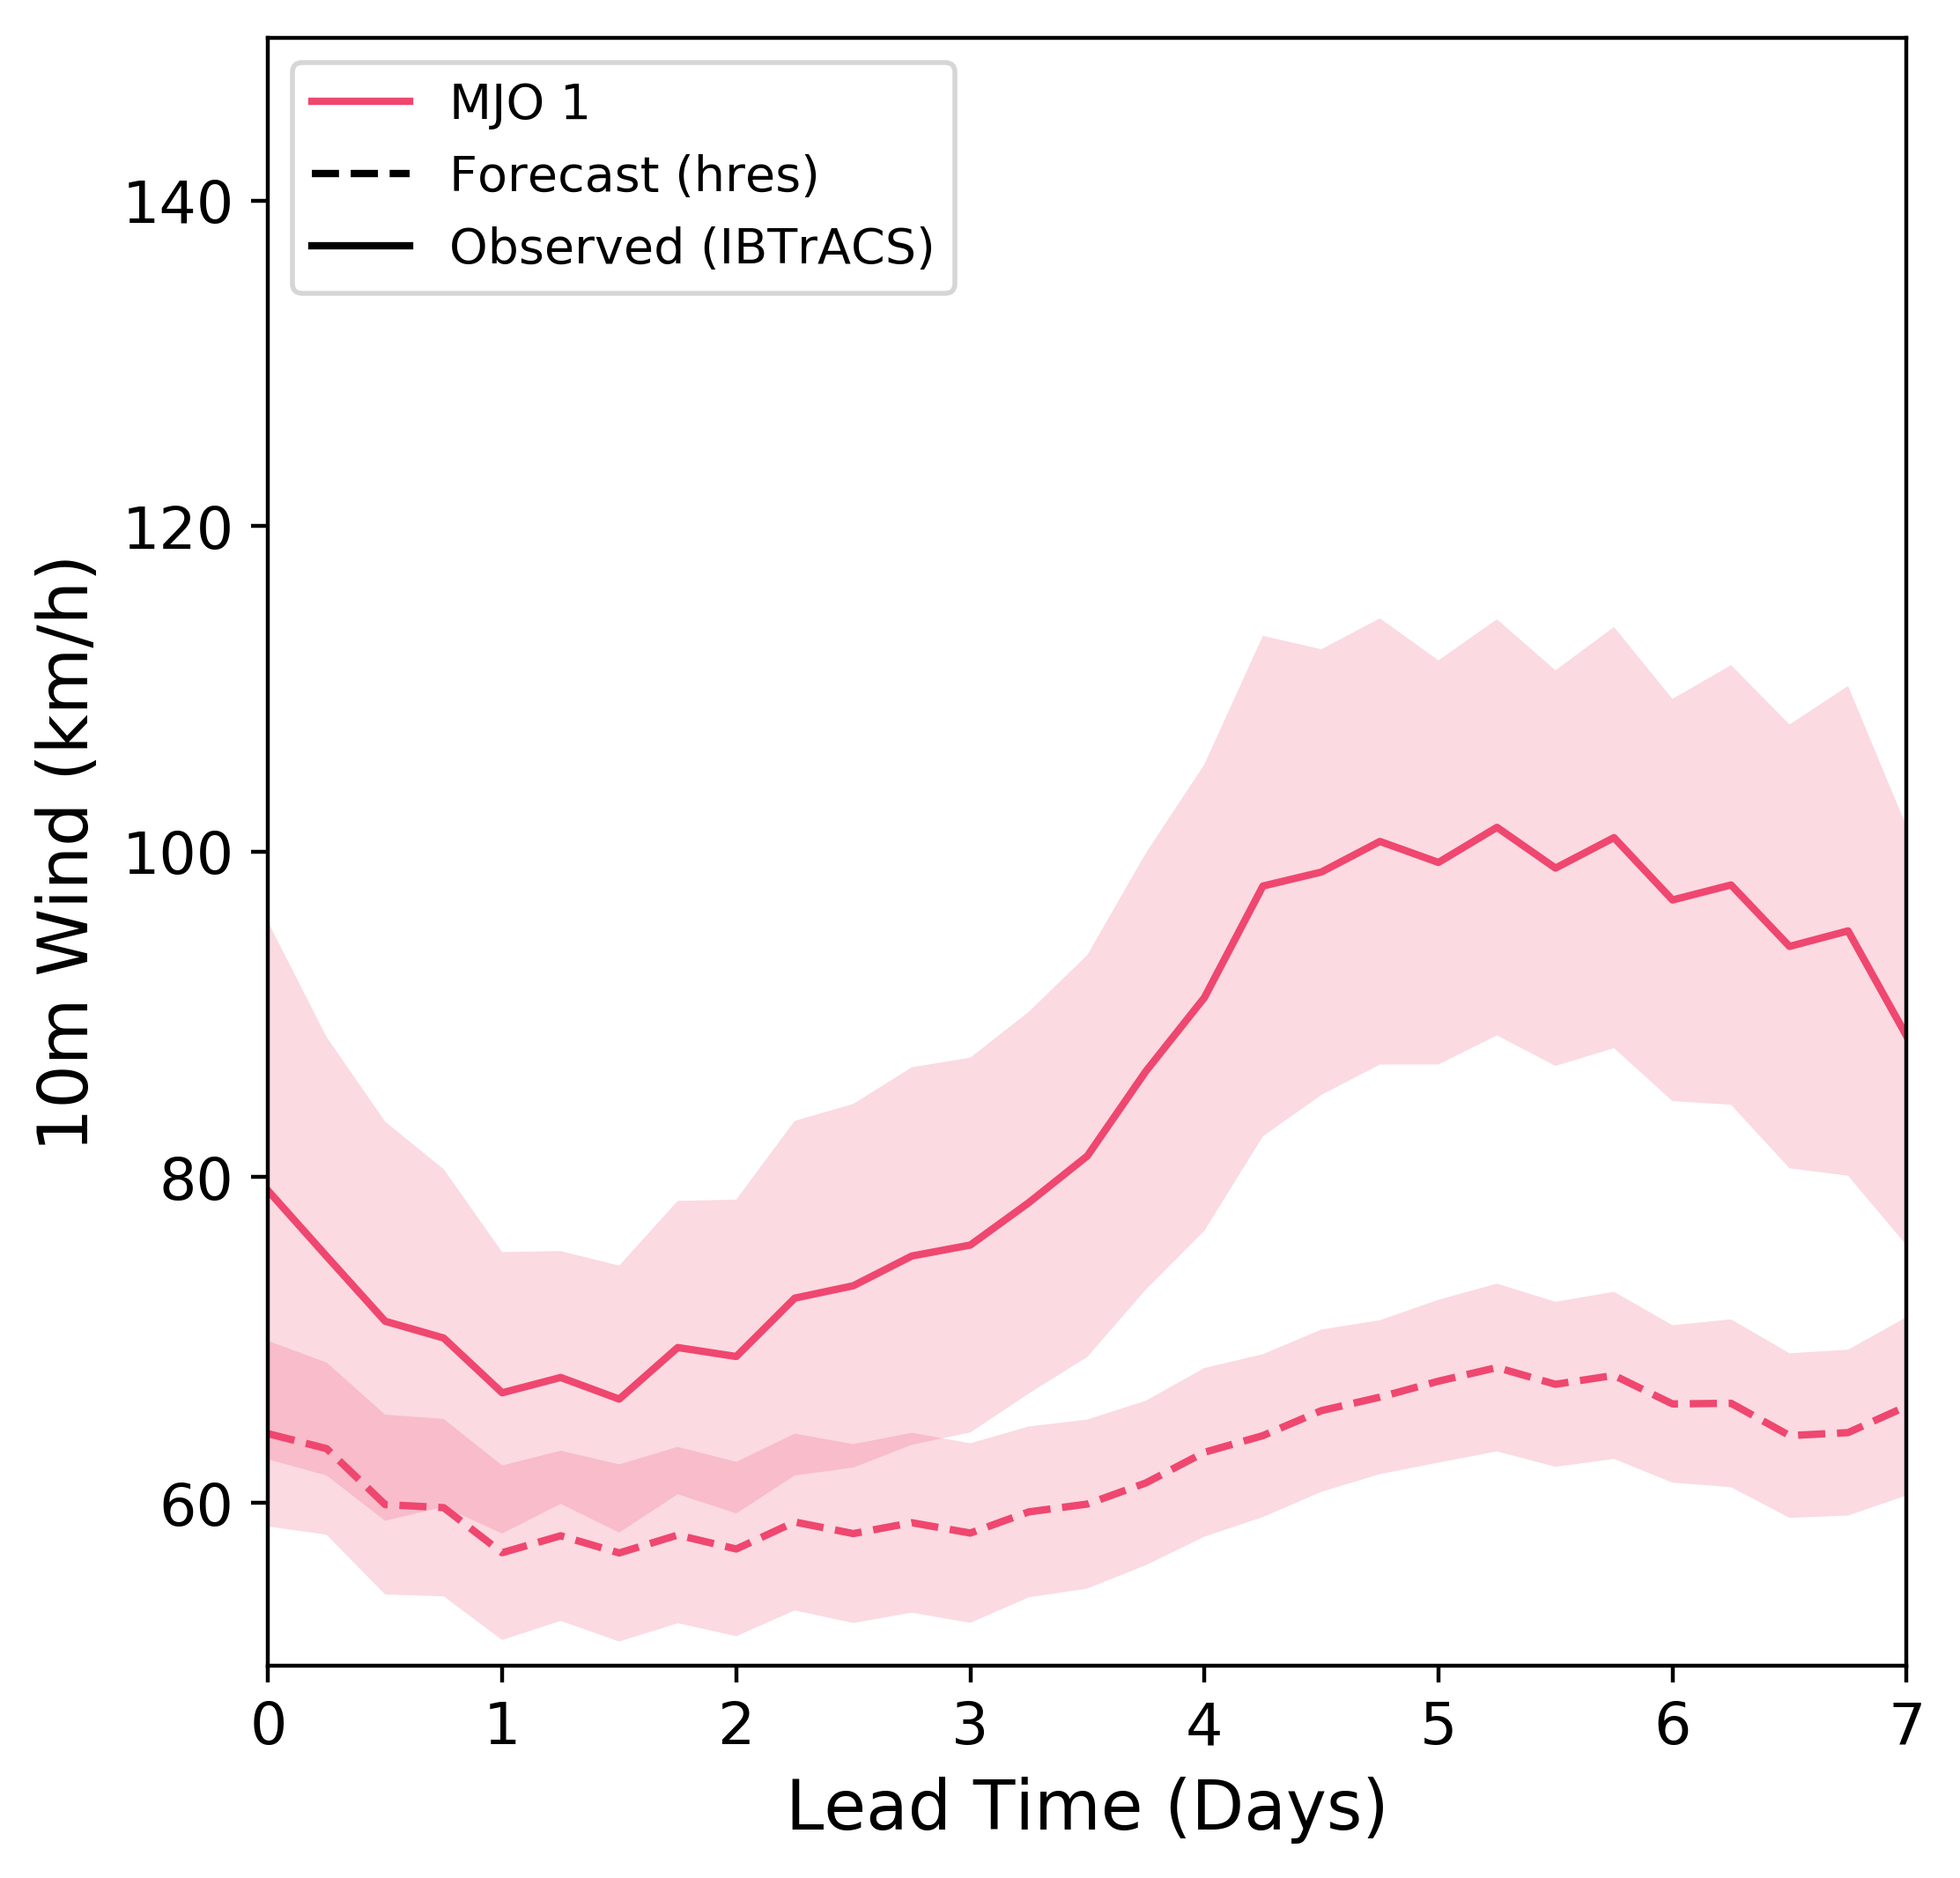 MJO 1
Forecast (hres)
Observed (IBTrACS)
140
120
100
80
60
10m Wind (km/h)
0 1 2 3 4 5 6 7
Lead Time (Days)